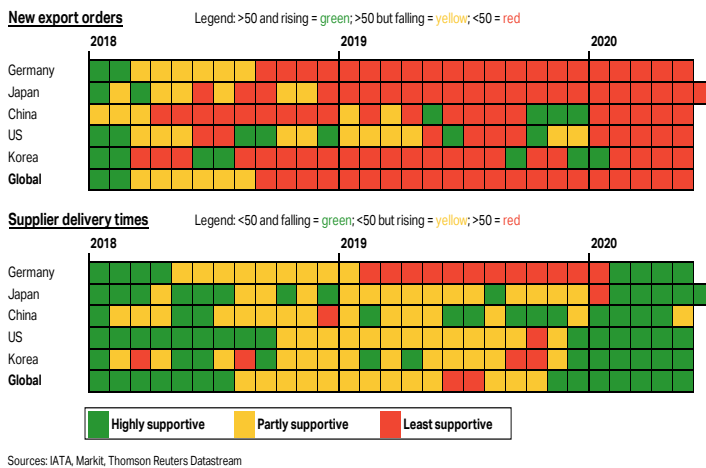 New export orders
Legend: >50 and rising = green; >50 but falling = yellow; <50 = red
2018 2019 2020
Germany
Japan
China
US
Korea
Global
Supplier delivery times
Legend: <50 and falling = green; <50 but rising = yellow; >50 = red
2018 2019 2020
Germany
Japan
China
US
Korea
Global
Highly supportive Partly supportive Least supportive
Sources: IATA, Markit, Thomson Reuters Datastream